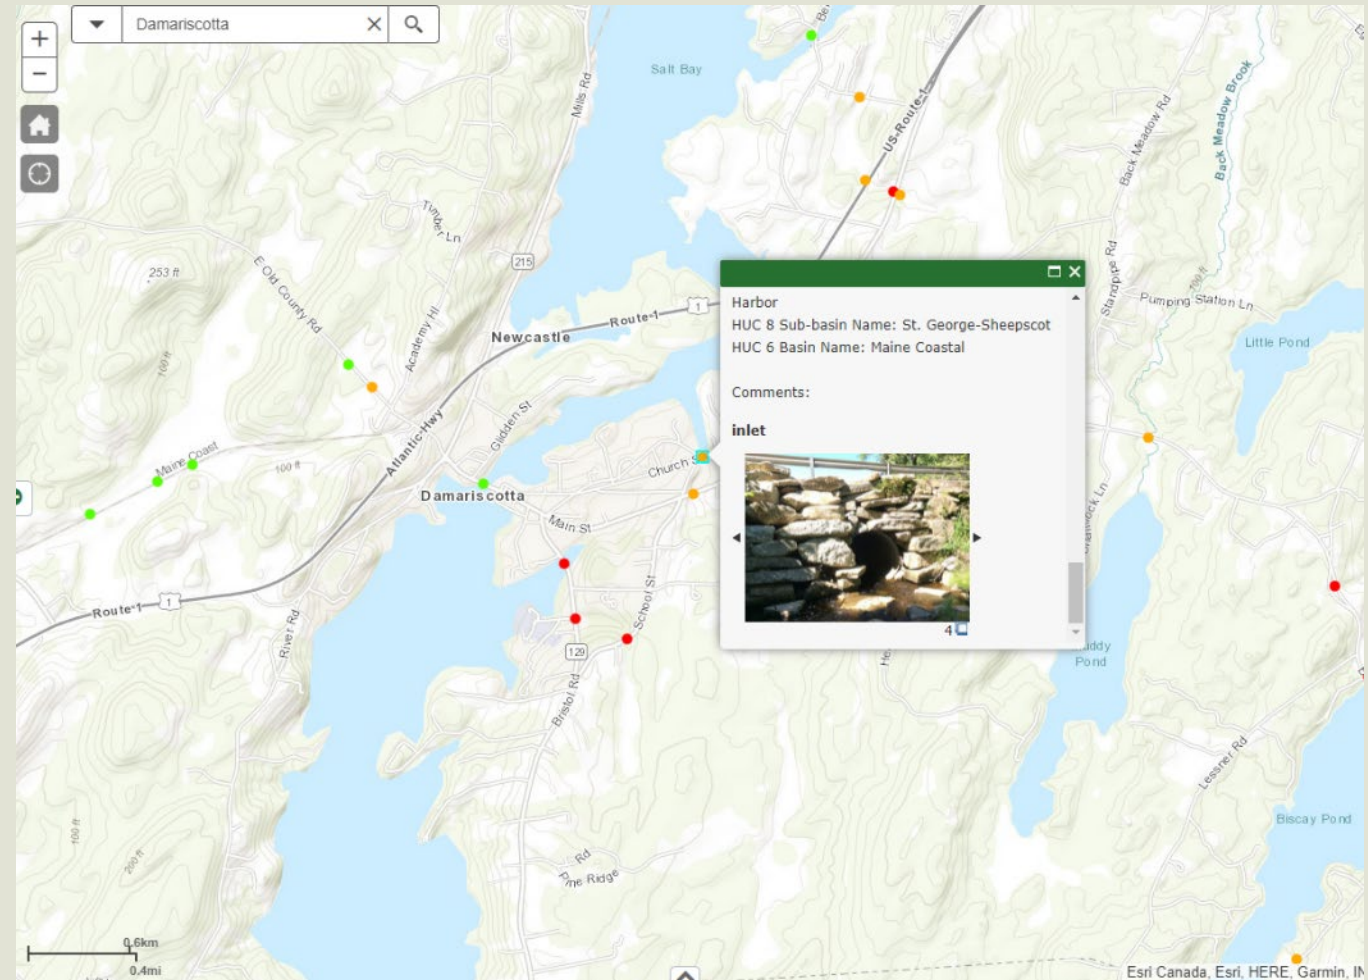 Damariscotta
+
−
Salt Bay
Mills Rd
US-Route-1
Back Meadow Rd
Back Meadow Brook
Timber Ln
215
253 ft
E Old County Rd
Academy Hl
Newcastle
Route-1
1
Standpipe Rd
100 ft
Pumping Station Ln
Little Pond
Harbor
HUC 8 Sub-basin Name: St. George-Sheepscot
HUC 6 Basin Name: Maine Coastal
Comments:
inlet
4
100 ft
Atlantic-Hwy
Glidden St
Maine Coast
100 ft
Church S
Damariscotta
Main St
School St
Route-1
1
River Rd
129
Bristol Rd
Pond
Lessner Rd
Biscay Pond
100 ft
200 ft
Rd
Pine Ridge
0.6km
0.4mi
Esri Canada, Esri, HERE, Garmin, IN